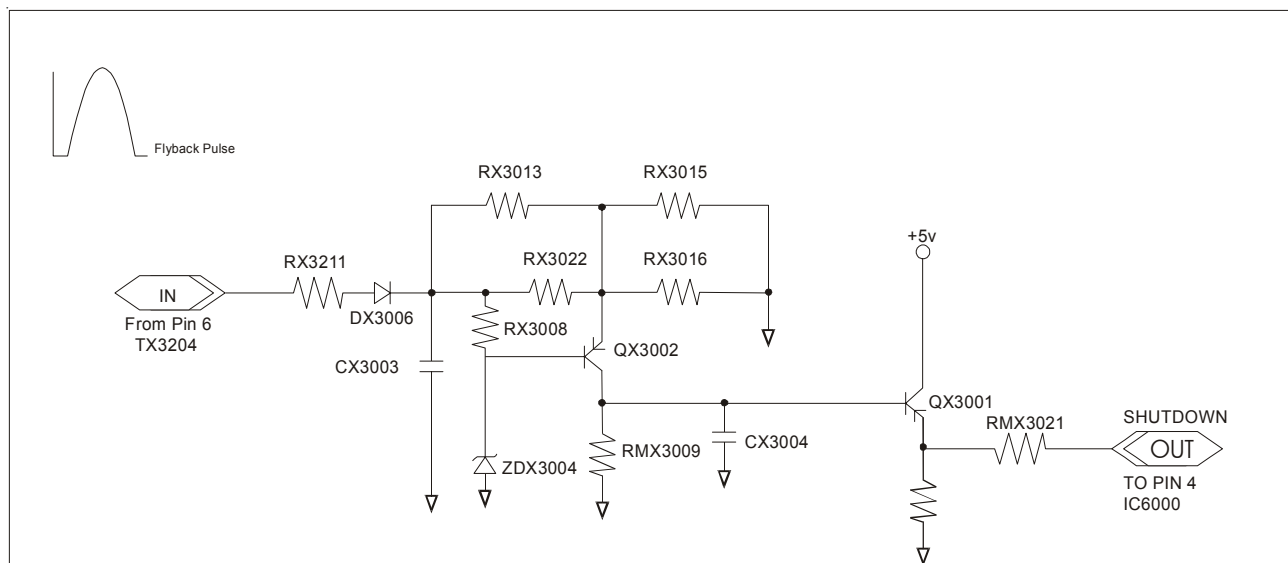 Flyback Pulse
RX3013
RX3015
+5v
RX3211
RX3022
RX3016
IN
From Pin 6
TX3204
DX3006
RX3008
QX3002
CX3003
QX3001
SHUTDOWN
RMX3021
OUT
CX3004
RMX3009
ZDX3004
TO PIN 4
IC6000